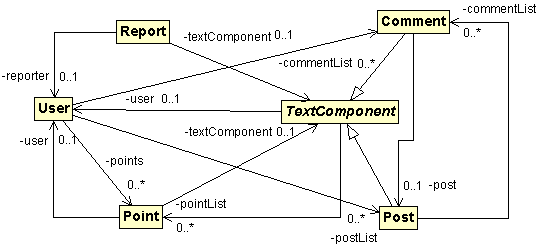 -commentList
Comment
0..*
Report
-textComponent 0..1
-commentList 0..*
-reporter 0..1
-user 0..1
User
TextComponent
-user 0..1
-textComponent 0..1
-points
0..*
-pointList
0..1 -post
Point
0..*
0..*
Post
-postList